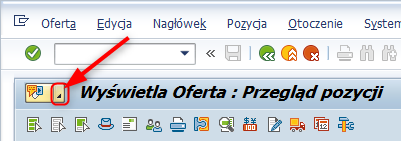 Oferta Edycja Nagłówek Pozycja Otoczenie System
Wyświetla Oferta : Przegląd pozycji